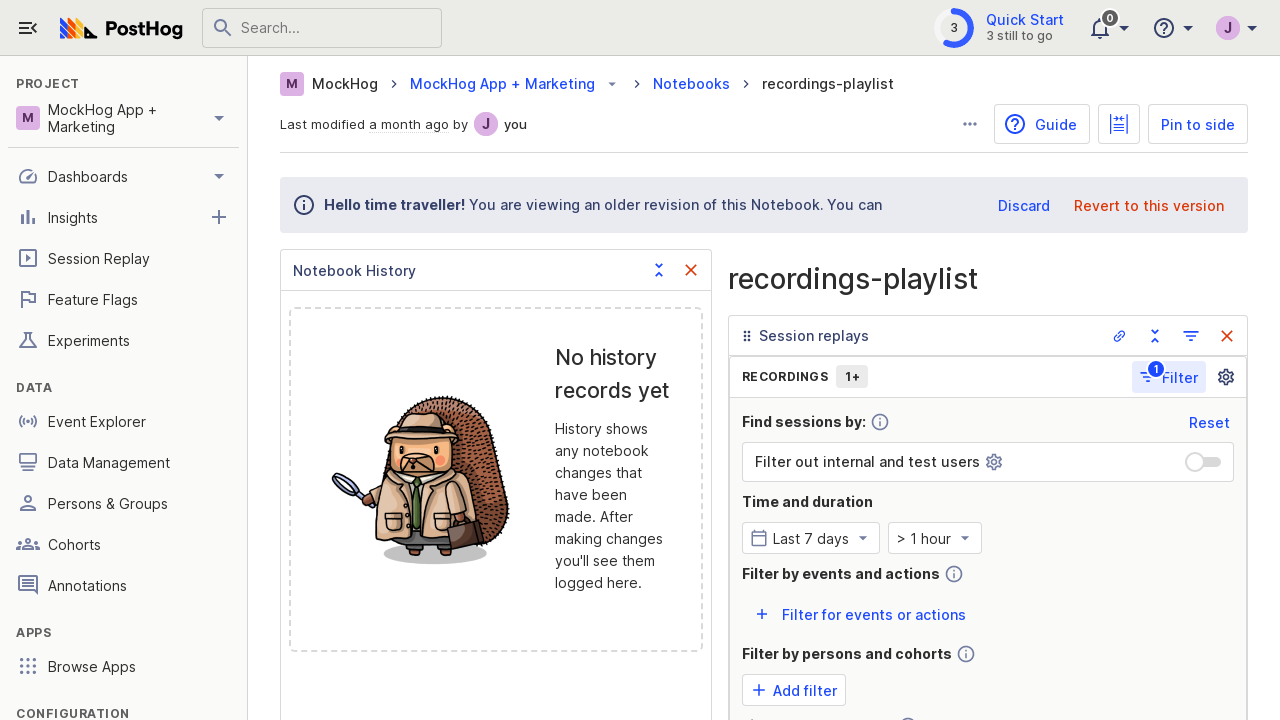 PostHog
Search...
3
Quick Start
3 still to go
0
J
PROJECT
M
MockHog App +
Marketing
Dashboards
Insights
Session Replay
Feature Flags
Experiments
DATA
Event Explorer
Data Management
Persons & Groups
Cohorts
Annotations
APPS
Browse Apps
CONFIGURATION
M MockHog
MockHog App + Marketing
Notebooks
recordings-playlist
Last modified a month ago by J you
Guide
Pin to side
Hello time traveller! You are viewing an older revision of this Notebook. You can
Discard
Revert to this version
Notebook History
No history
records yet
History shows
any notebook
changes that
have been
made. After
making changes
you'll see them
logged here.
recordings-playlist
Session replays
RECORDINGS 1+
1
Filter
Find sessions by:
Reset
Filter out internal and test users
Time and duration
Last 7 days
> 1 hour
Filter by events and actions
Filter for events or actions
Filter by persons and cohorts
Add filter